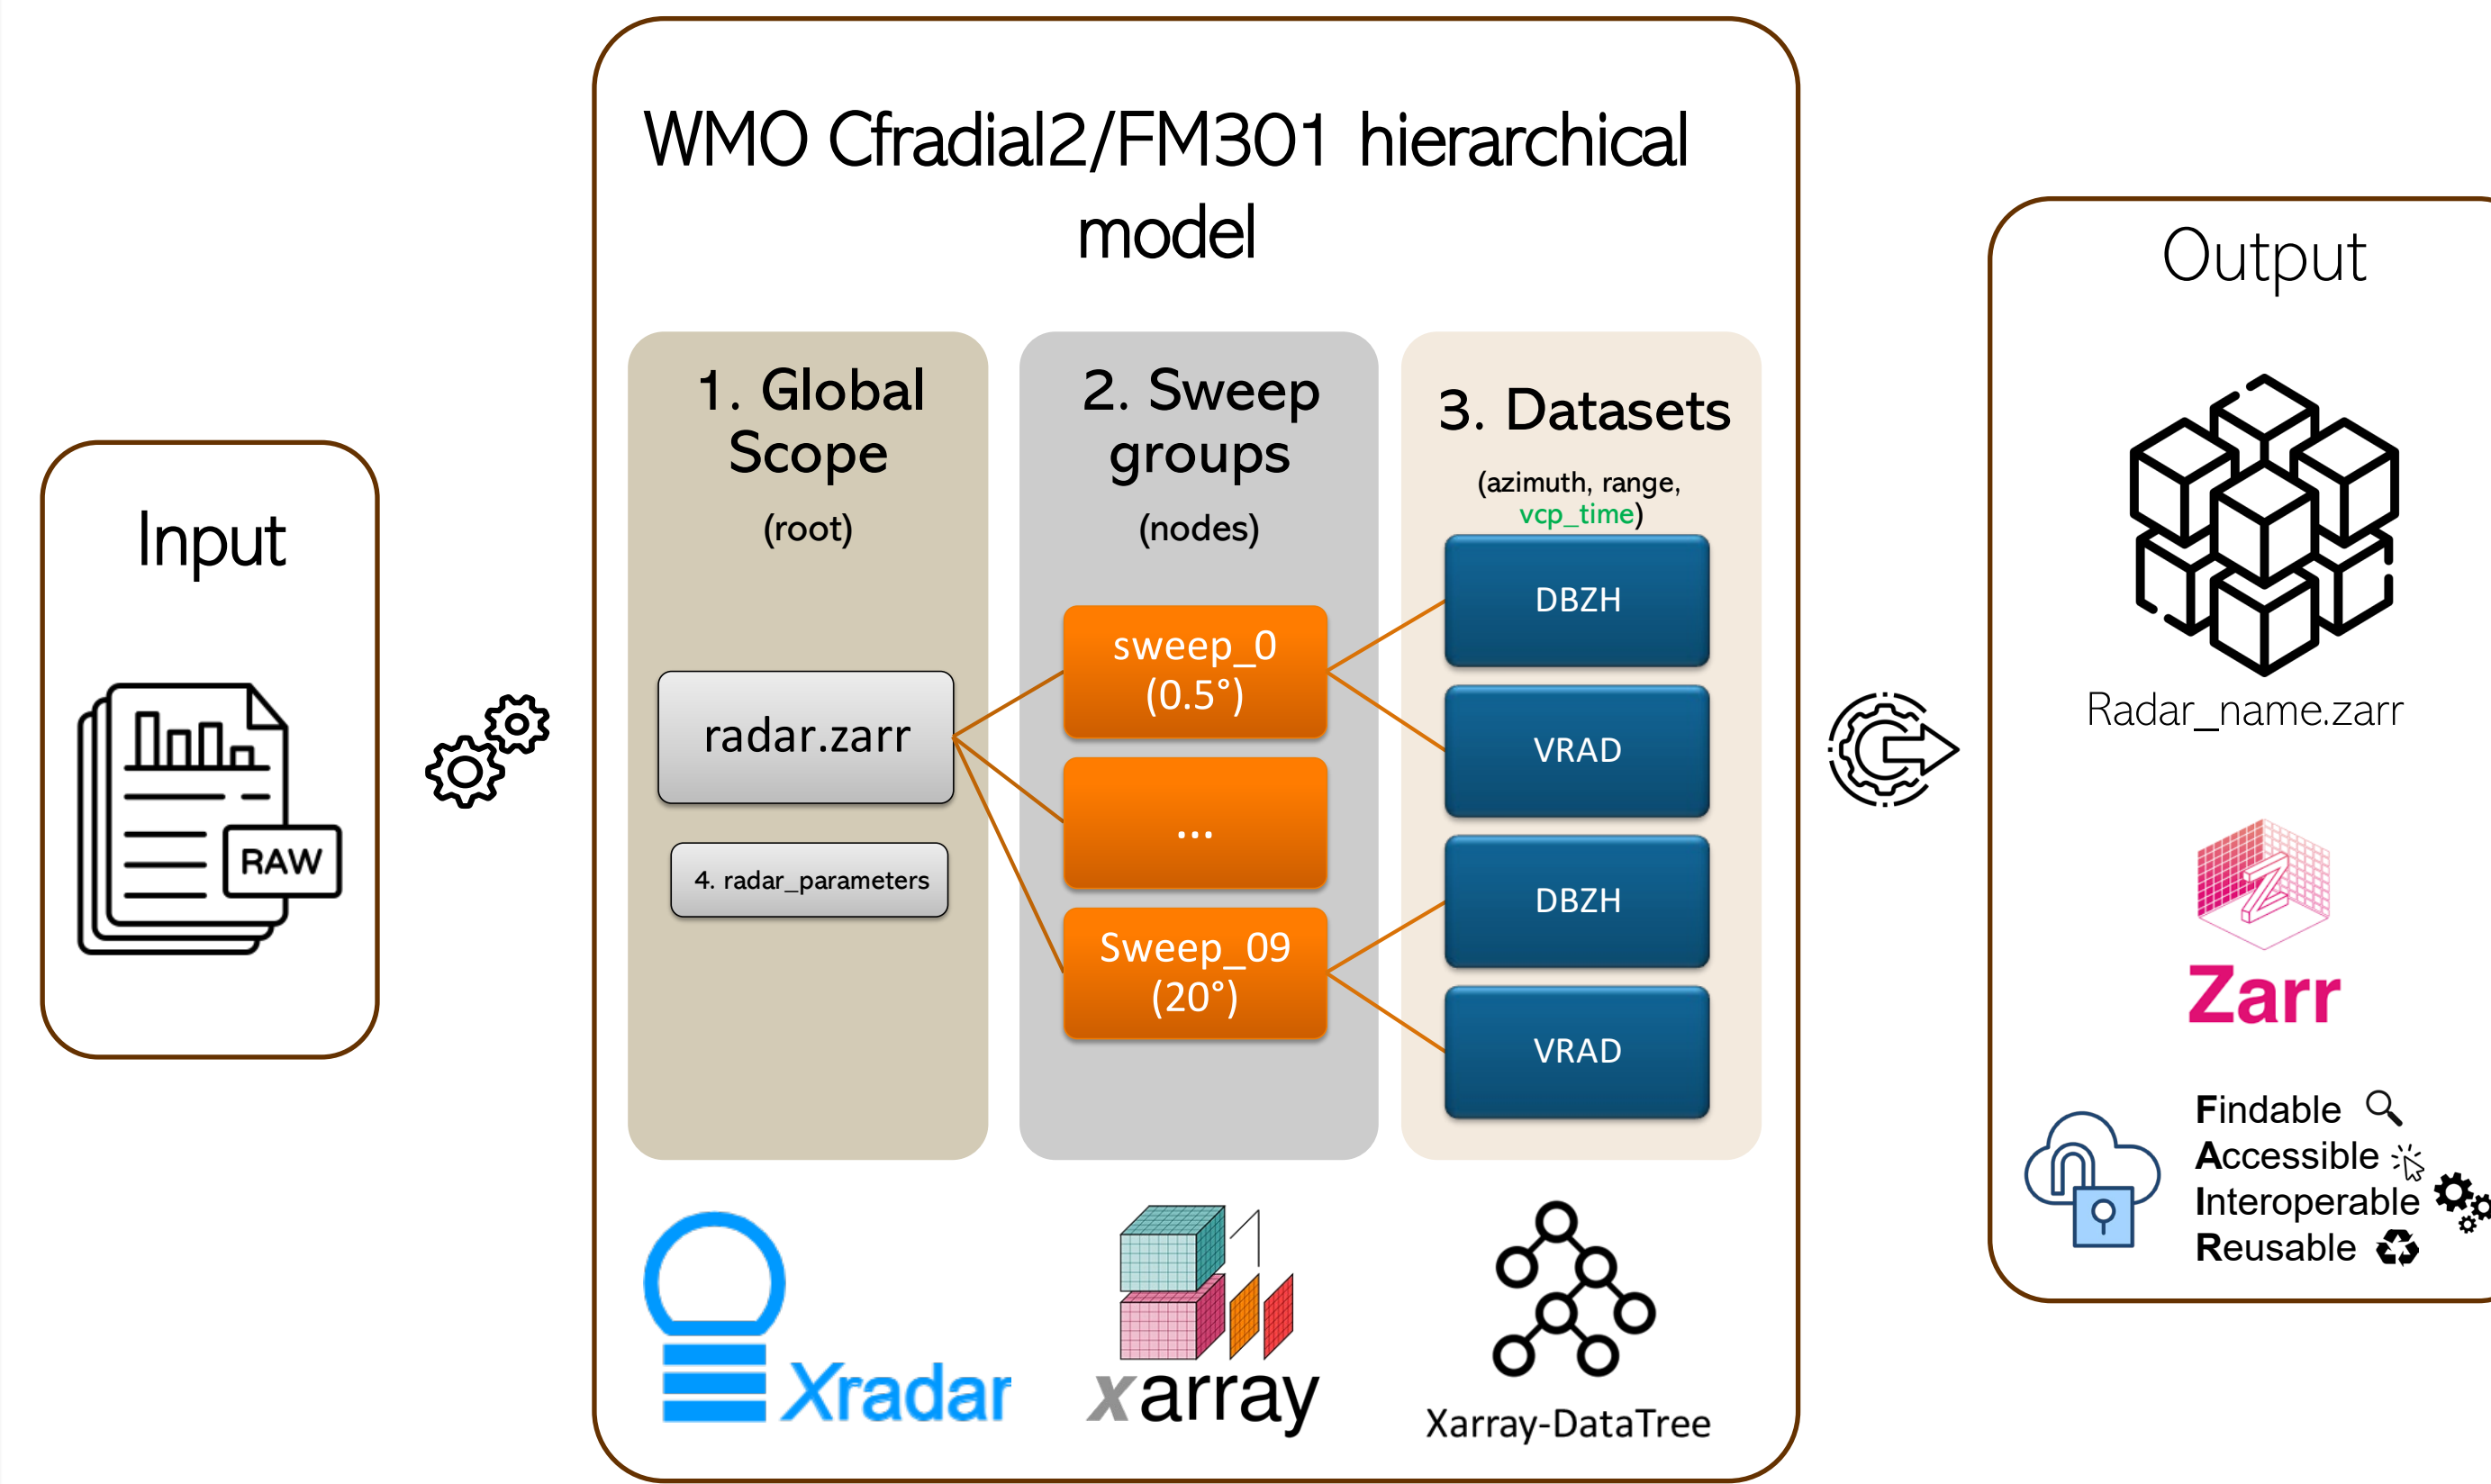 Input
RAW
WMO Cfradial2/FM301 hierarchical
model
1. Global
Scope
(root)
radar.zarr
4. radar_parameters
2. Sweep
groups
(nodes)
sweep_0
(0.5°)
...
Sweep_09
(20°)
3. Datasets
(azimuth, range,
vcp_time)
DBZH
VRAD
DBZH
VRAD
Xradar
xarray
Xarray-DataTree
Output
Radar_name.zarr
Z
Zarr
Findable
Accessible
Interoperable
Reusable